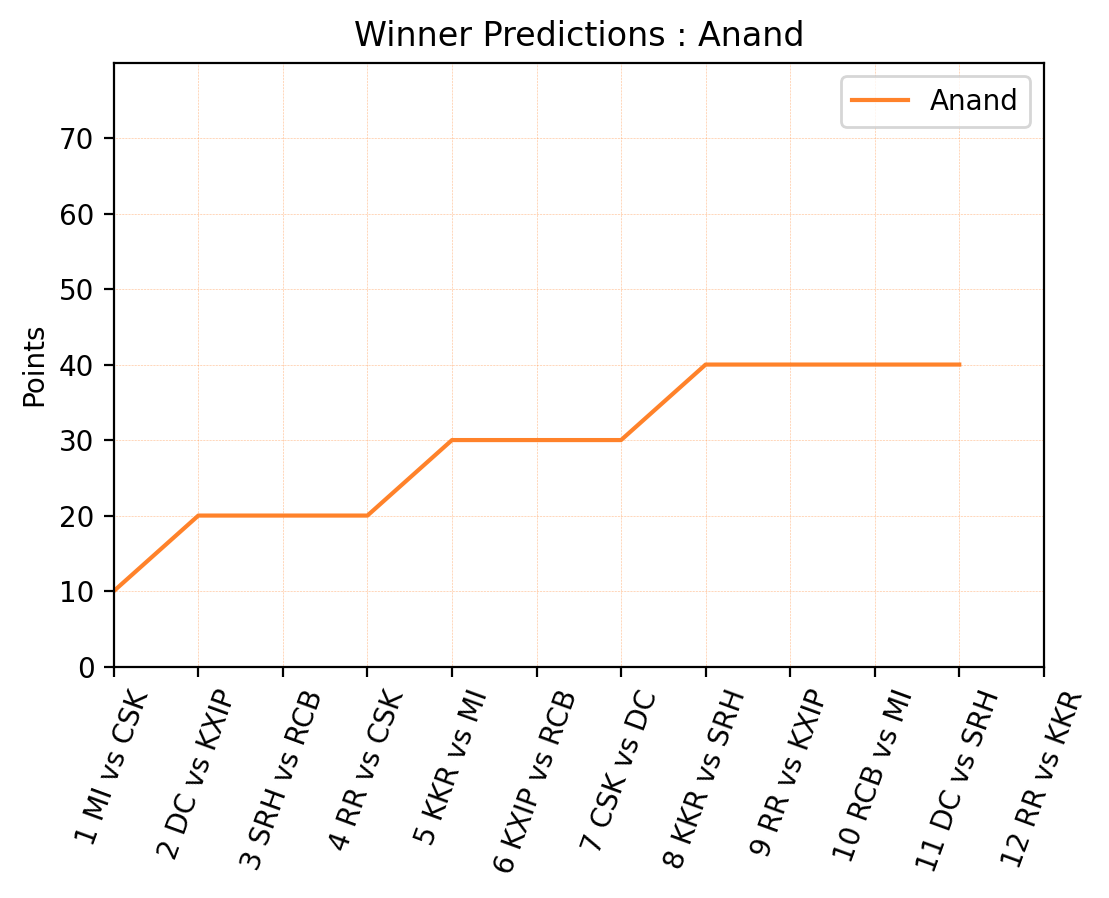 Winner Predictions : Anand
Anand
Points
70
60
50
40
30
20
10
0
1 MI vs CSK
2 DC vs KXIP
3 SRH vs RCB
4 RR vs CSK
5 KKR vs MI
6 KXIP vs RCB
7 CSK vs DC
8 KKR vs SRH
9 RR vs KXIP
10 RCB vs MI
11 DC vs SRH
12 RR vs KKR